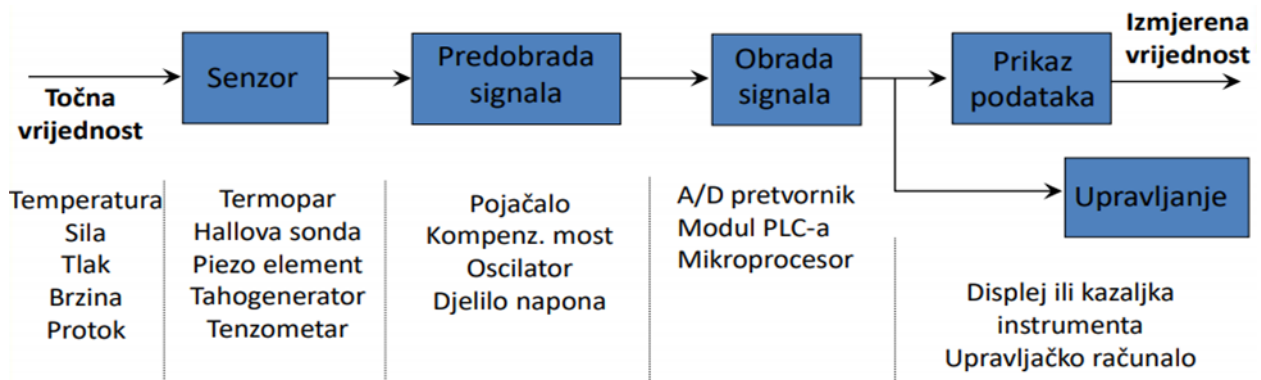 Točna
vrijednost
Senzor
Predobrada
signala
Obrada
signala
Prikaz
podataka
Izmjerena
vrijednost
Upravljanje
Temperatura
Sila
Tlak
Brzina
Protok
Termopar
Hallova sonda
Piezo element
Tahogenerator
Tenzometar
Pojačalo
Kompenz. most
Oscilator
Djelilo napona
A/D pretvornik
Modul PLC-a
Mikroprocesor
Displej ili kazaljka
instrumenta
Upravljačko računalo